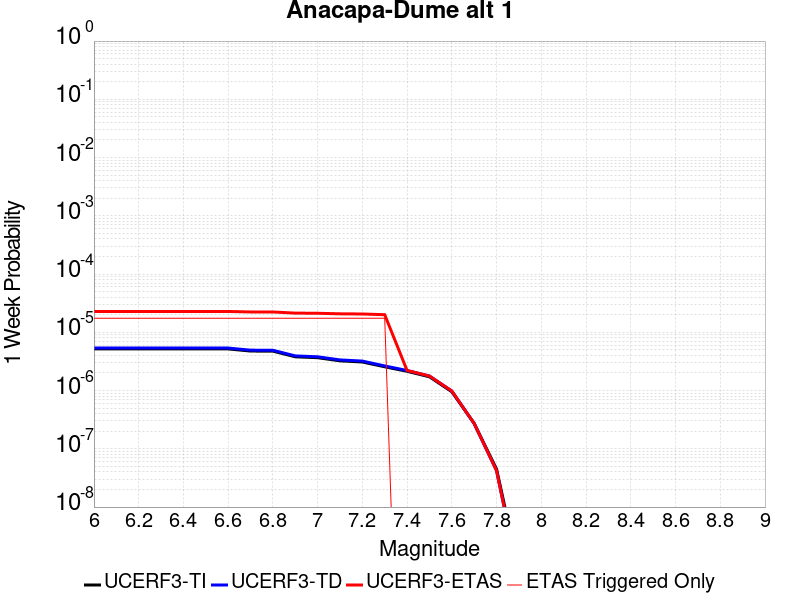 Anacapa-Dume alt 1
10^0
10^-1
10^-2
10^-3
10^-4
10^-5
10^-6
10^-7
10^-8
1 Week Probability
6 6.2 6.4 6.6 6.8 7 7.2 7.4 7.6 7.8 8 8.2 8.4 8.6 8.8 9
Magnitude
UCERF3-TI UCERF3-TD UCERF3-ETAS ETAS Triggered Only